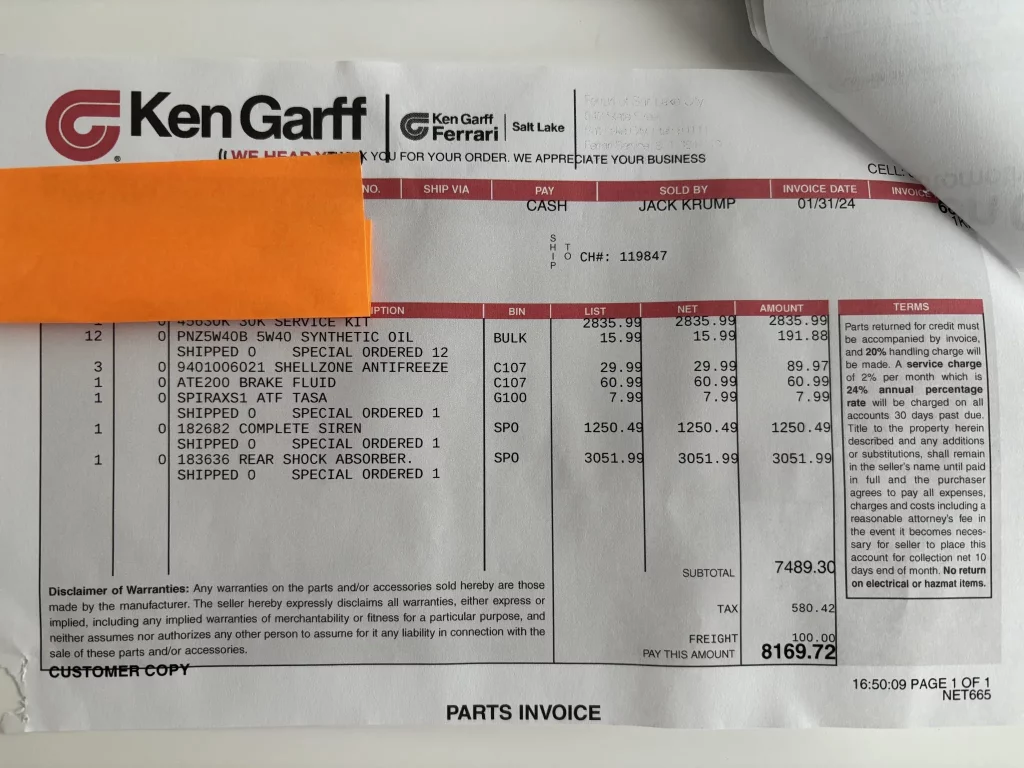 Ken Garff
Ken Garff
Ferrari
Salt Lake
YOU FOR YOUR ORDER. WE APPRECIATE YOUR BUSINESS
CELL:
NO. SHIP VIA PAY SOLD BY INVOICE DATE INVOIC
CASH JACK KRUMP 01/31/24
SHIP TO CH#: 119847
IPTION BIN LIST NET AMOUNT
1 0 45630K 30K SERVICE KIT 2835.99 2835.99 2835.99
12 0 PNZ5W40B 5W40 SYNTHETIC OIL BULK 15.99 15.99 191.88
SHIPPED 0 SPECIAL ORDERED 12
3 0 9401006021 SHELLZONE ANTIFREEZE C107 29.99 29.99 89.97
1 0 ATE200 BRAKE FLUID C107 60.99 60.99 60.99
1 0 SPIRAXS1 ATF TASA G100 7.99 7.99 7.99
SHIPPED 0 SPECIAL ORDERED 1
1 0 182682 COMPLETE SIREN SPO 1250.49 1250.49 1250.49
SHIPPED 0 SPECIAL ORDERED 1
1 0 183636 REAR SHOCK ABSORBER. SPO 3051.99 3051.99 3051.99
SHIPPED 0 SPECIAL ORDERED 1
TERMS
Parts returned for credit must
be accompanied by invoice,
and 20% handling charge will
be made. A service charge
of 2% per month which is
24% annual percentage
rate will be charged on all
accounts 30 days past due.
Title to the property herein
described and any additions
or substitutions, shall remain
in the seller's name until paid
in full and the purchaser
agrees to pay all expenses,
charges and costs including a
reasonable attorney's fee in
the event it becomes neces-
sary for seller to place this
account for collection net 10
days end of month. No return
on electrical or hazmat items.
Disclaimer of Warranties: Any warranties on the parts and/or accessories sold hereby are those
made by the manufacturer. The seller hereby expressly disclaims all warranties, either express or
implied, including any implied warranties of merchantability or fitness for a particular purpose, and
neither assumes nor authorizes any other person to assume for it any liability in connection with the
sale of these parts and/or accessories.
SUBTOTAL 7489.30
TAX 580.42
FREIGHT 100.00
PAY THIS AMOUNT 8169.72
CUSTOMER COPY
16:50:09 PAGE 1 OF 1
NET665
PARTS INVOICE